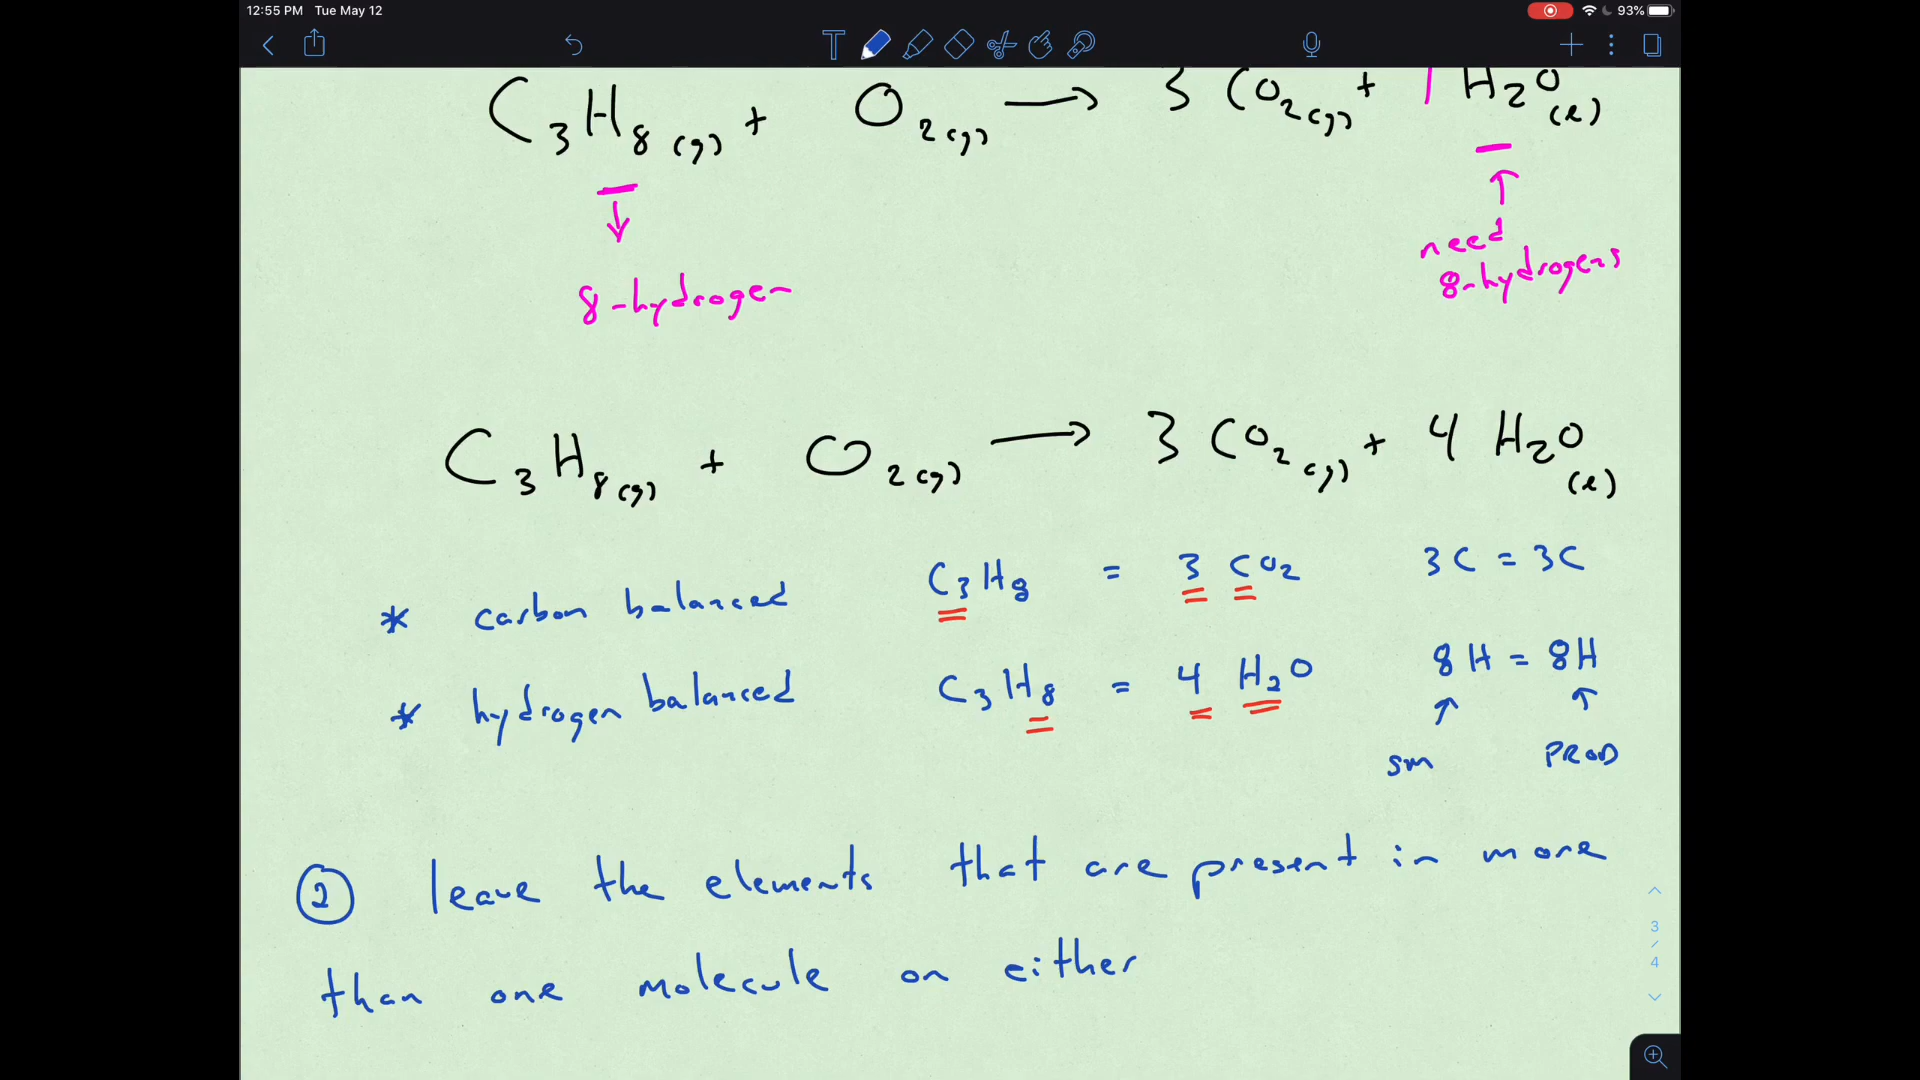 12:55 PM Tue May 12
93%
C₃H₈(g) + O₂(g) → 3 CO₂(g) + 1 H₂O(l)
8-hydrogen
need
8-hydrogens
C₃H₈(g) + O₂(g) → 3 CO₂(g) + 4 H₂O(l)
* carbon balanced C₃H₈ = 3 CO₂ 3C = 3C
* hydrogen balanced C₃H₈ = 4 H₂O 8H = 8H
SM PROD
② leave the elements that are present in more
than one molecule on either
3
/
4